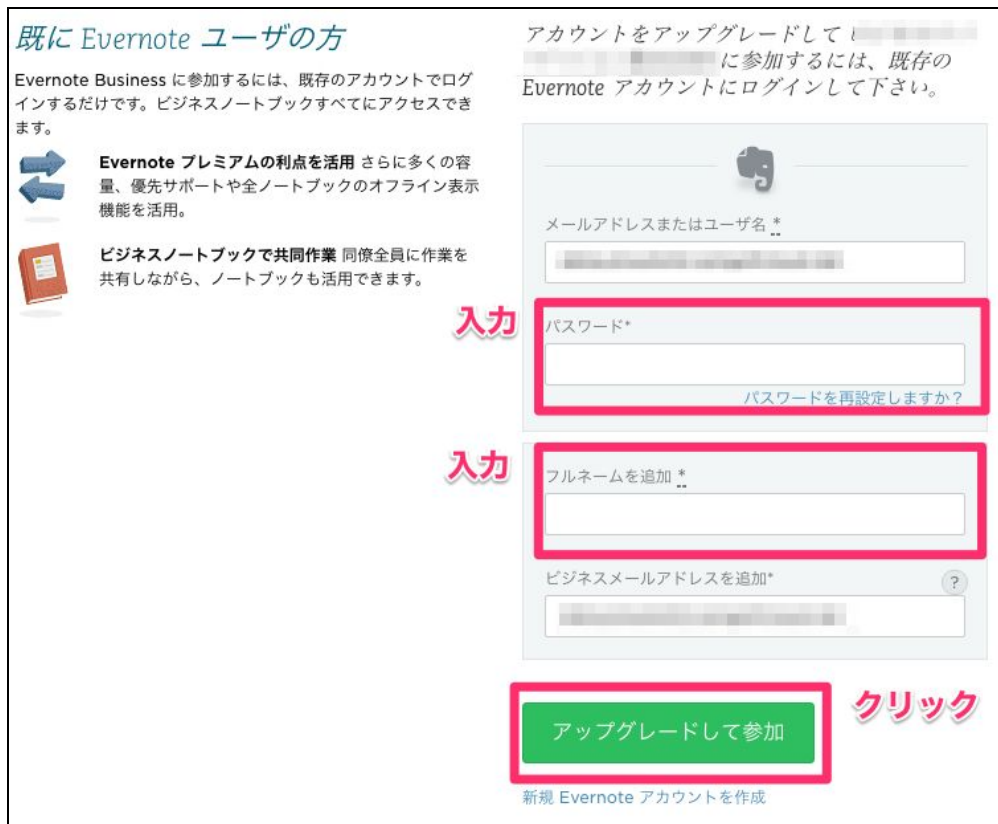 既に Evernote ユーザの方
Evernote Business に参加するには、既存のアカウントでログ
インするだけです。ビジネスノートブックすべてにアクセスでき
ます。
Evernote プレミアムの利点を活用 さらに多くの容
量、優先サポートや全ノートブックのオフライン表示
機能を活用。
ビジネスノートブックで共同作業 同僚全員に作業を
共有しながら、ノートブックも活用できます。
アカウントをアップグレードして
に参加するには、既存の
Evernote アカウントにログインして下さい。
メールアドレスまたはユーザ名 *
入力
パスワード*
パスワードを再設定しますか？
入力
フルネームを追加 *
ビジネスメールアドレスを追加*
?
アップグレードして参加
クリック
新規 Evernote アカウントを作成